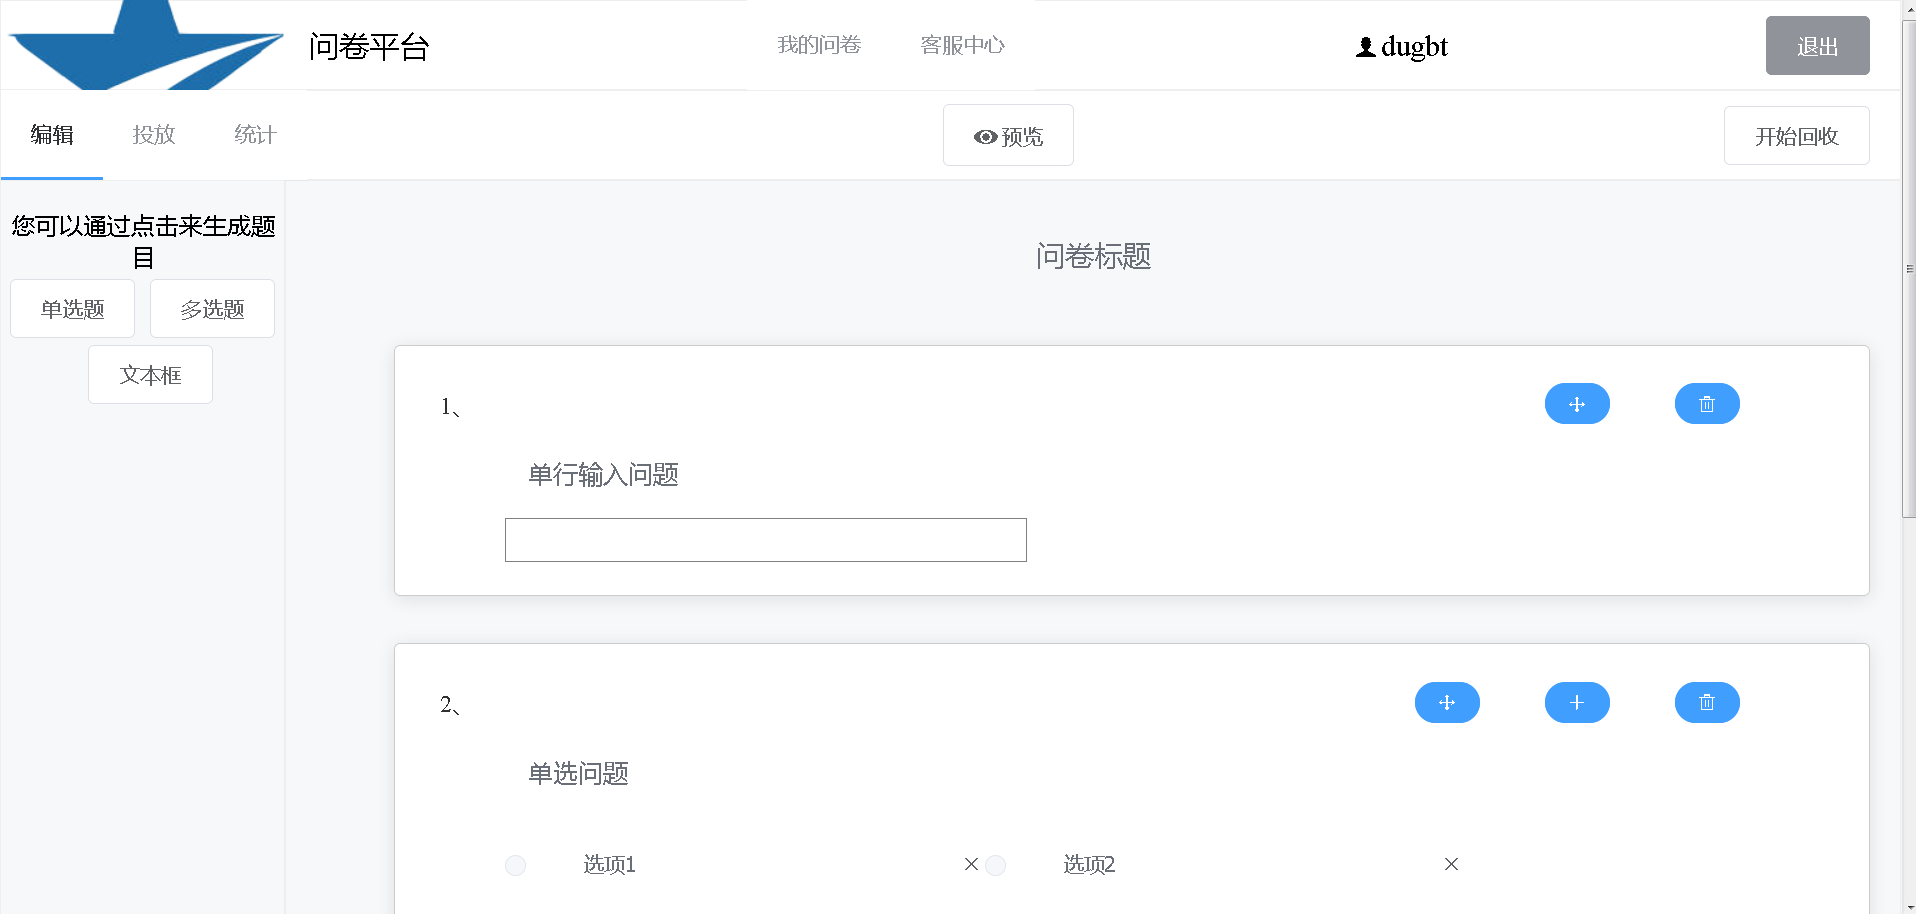 问卷平台
我的问卷 客服中心
dugbt
退出
编辑 投放 统计
预览
开始回收
您可以通过点击来生成题
目
单选题 多选题
文本框
问卷标题
1、
单行输入问题
2、
单选问题
选项1 选项2